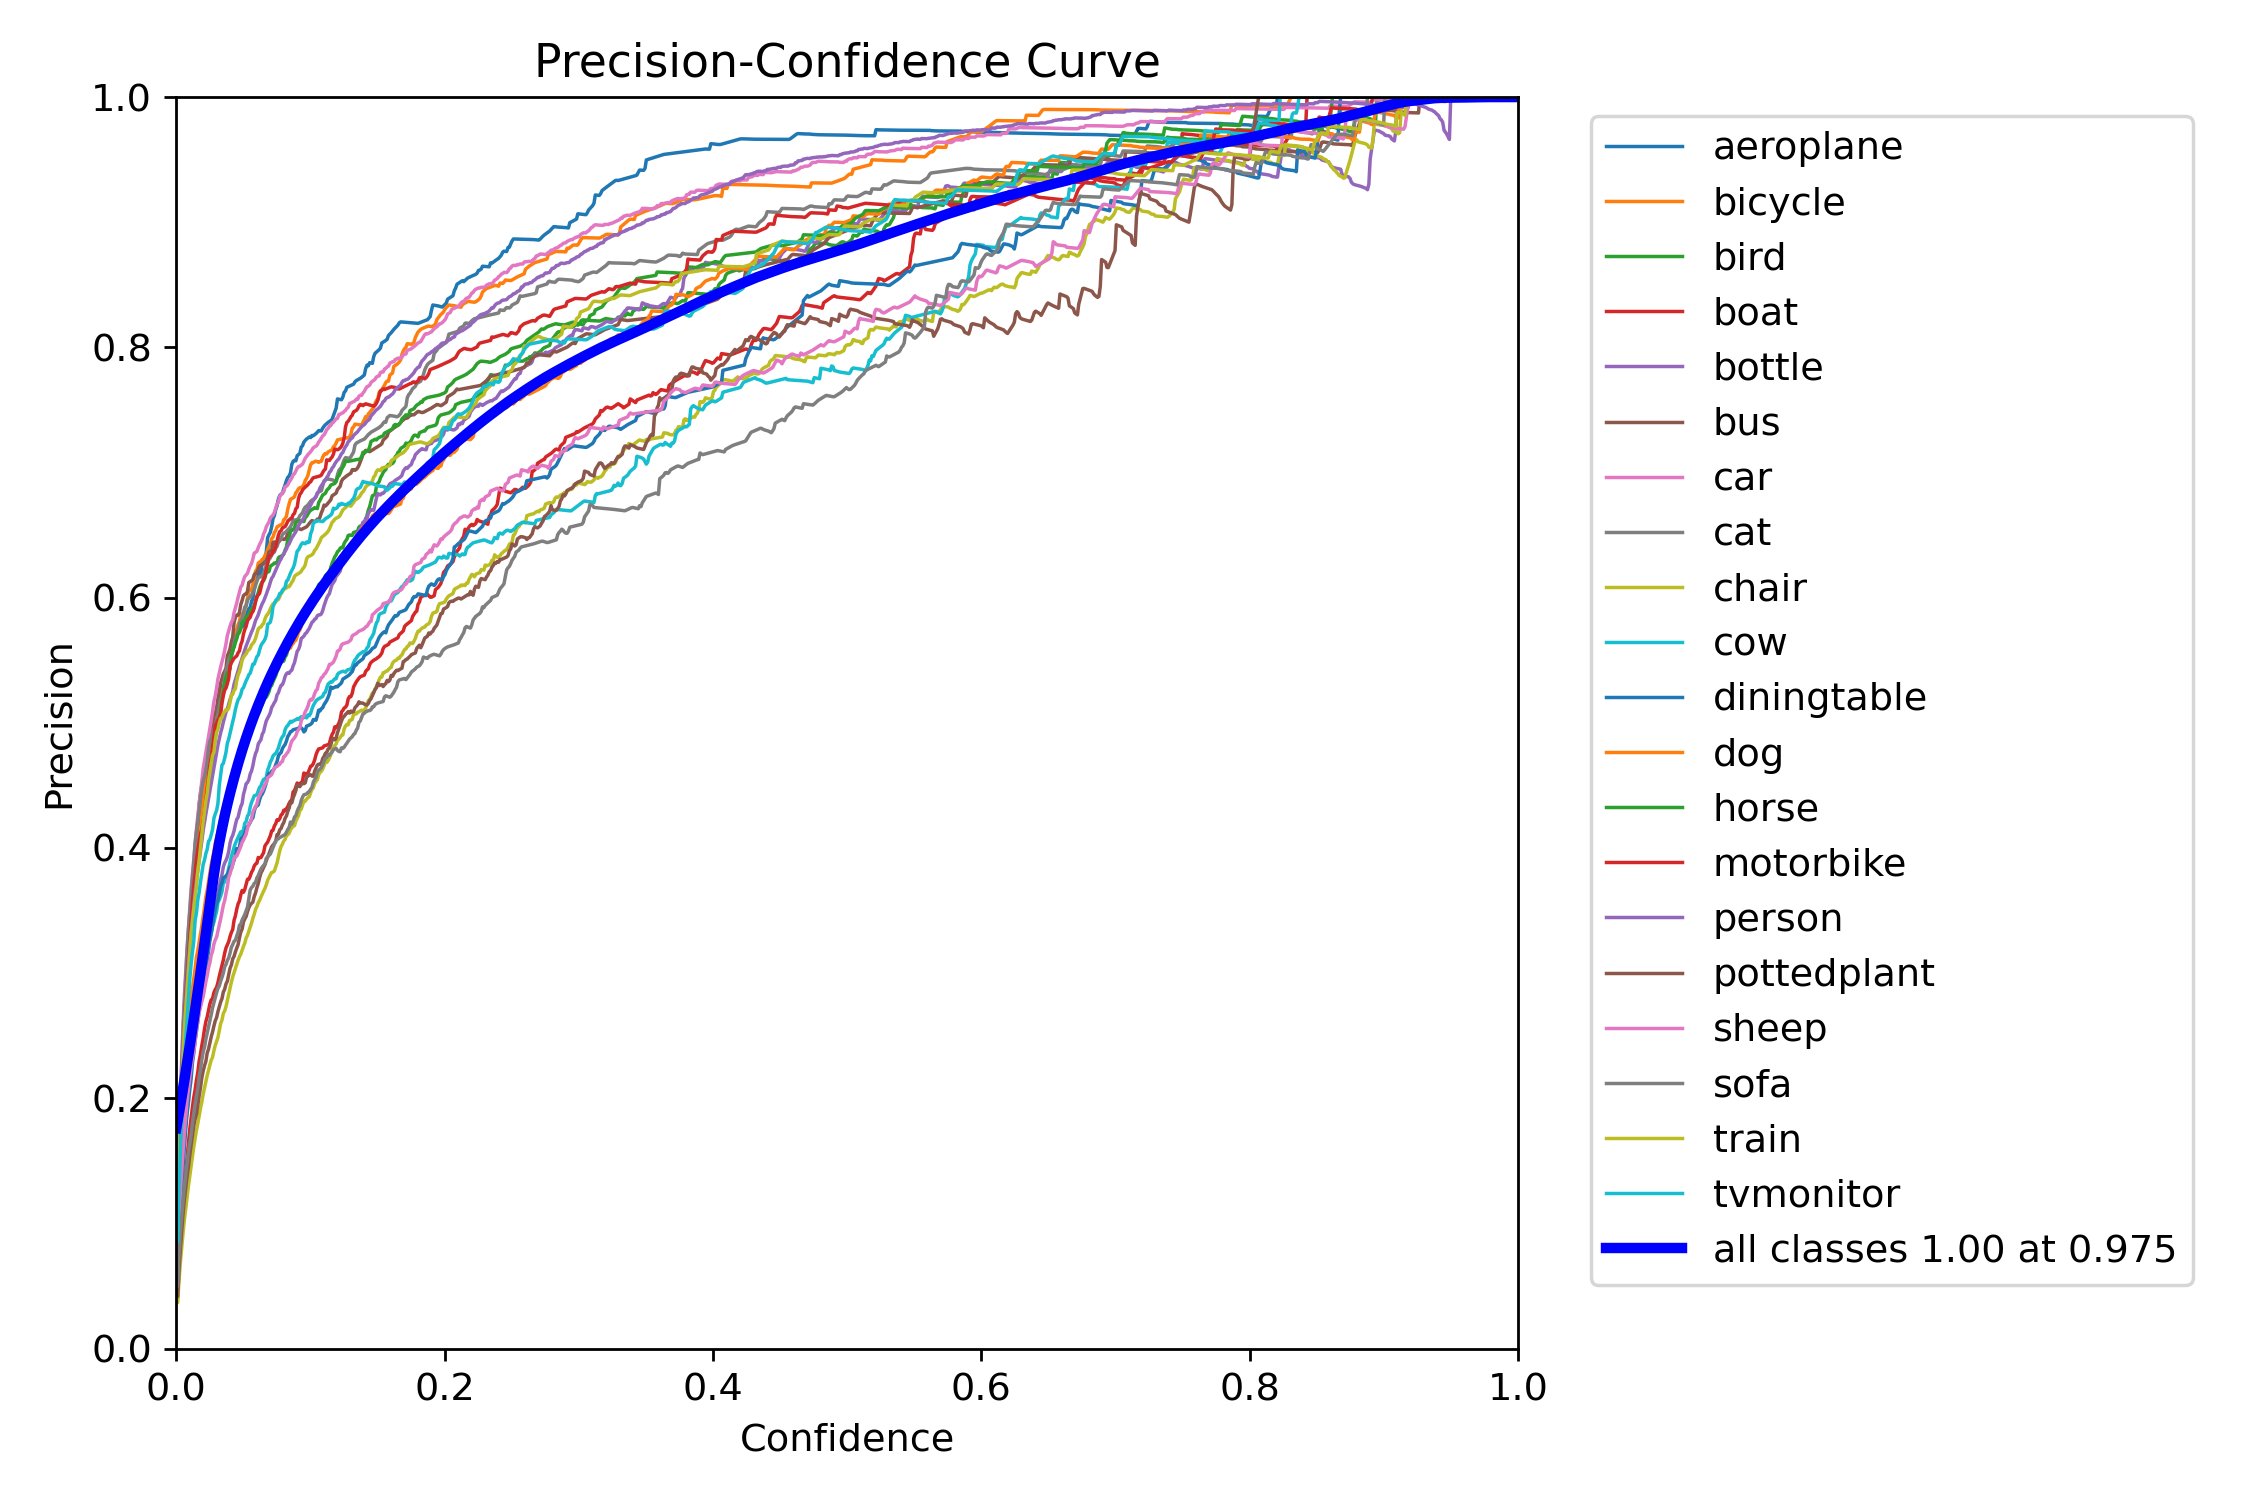 Precision-Confidence Curve
1.0
0.8
0.6
0.4
0.2
0.0
Precision
0.0 0.2 0.4 0.6 0.8 1.0
Confidence
aeroplane
bicycle
bird
boat
bottle
bus
car
cat
chair
cow
diningtable
dog
horse
motorbike
person
pottedplant
sheep
sofa
train
tvmonitor
all classes 1.00 at 0.975